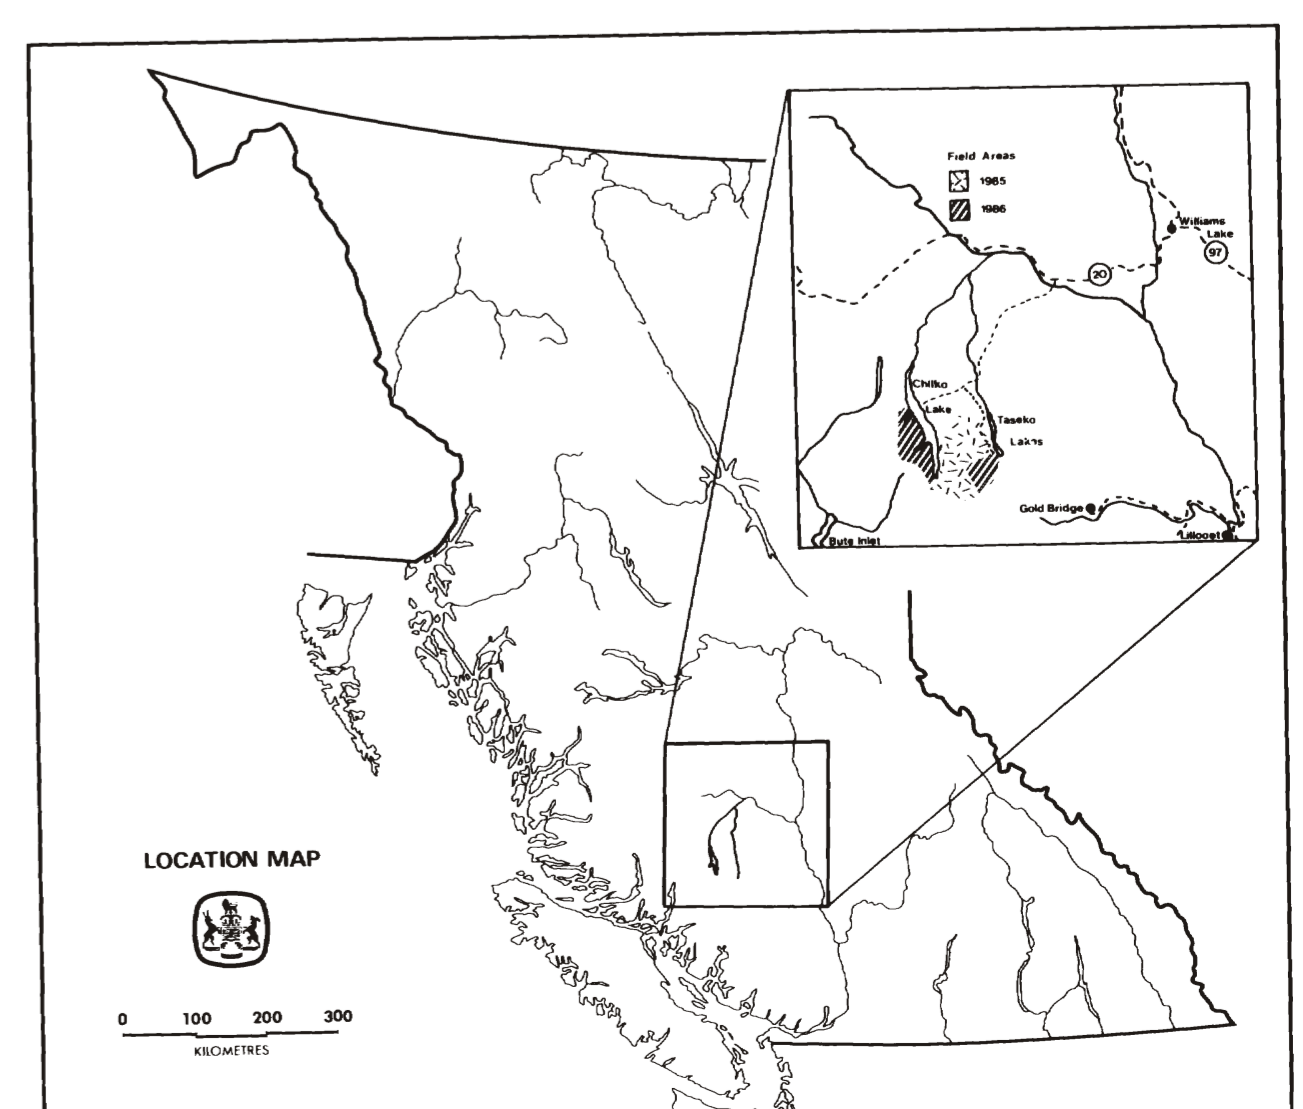 Field Areas
1985
1986
Williams
Lake
97
20
Chilko
Lake
Taseko
Lakes
Gold Bridge
Lillooet
Bute Inlet
LOCATION MAP
0 100 200 300
KILOMETRES